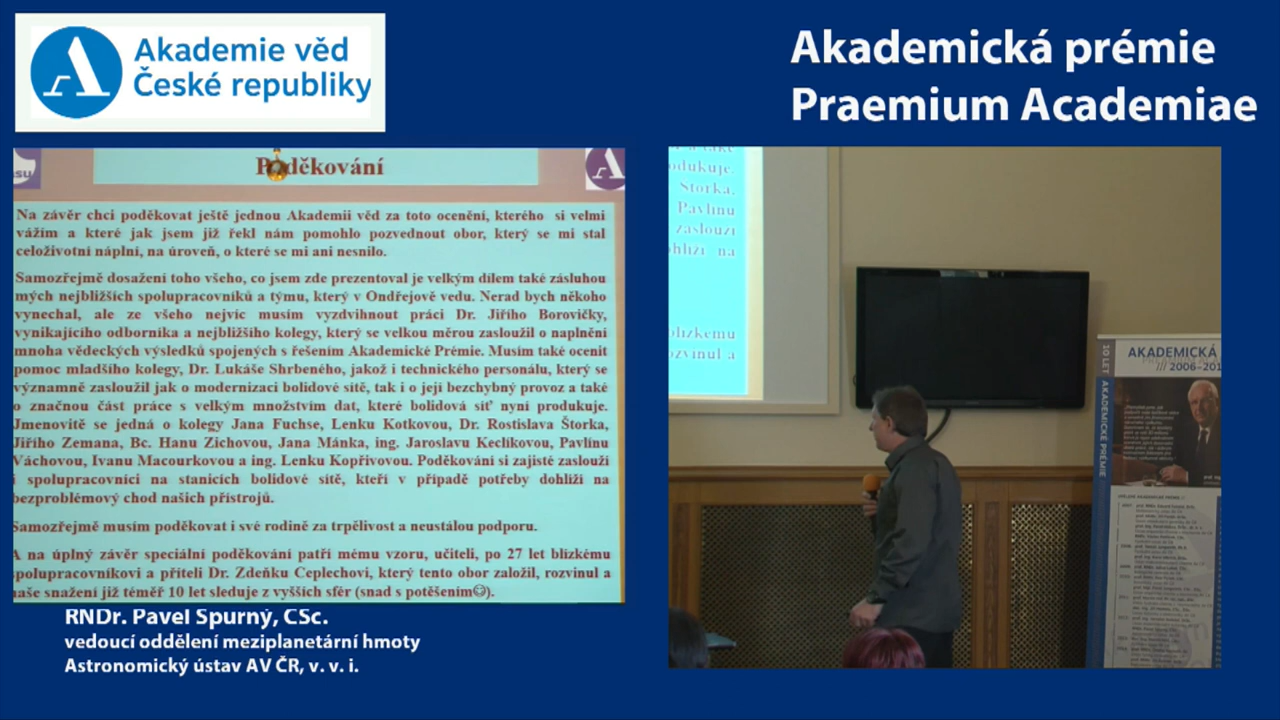 Akademie věd
České republiky
Akademická prémie
Praemium Academiae
Poděkování
Na závěr chci poděkovat ještě jednou Akademii věd za toto ocenění, kterého si velmi
vážím a které jak jsem již řekl nám pomohlo pozvednout obor, který se mi stal
celoživotní náplní, na úroveň, o které se mi ani nesnilo.
Samozřejmě dosažení toho všeho, co jsem zde prezentoval je velkým dílem také zásluhou
mých nejbližších spolupracovníků a týmu, který v Ondřejově vedu. Nerad bych někoho
vynechal, ale ze všeho nejvíc musím vyzdvihnout práci Dr. Jiřího Borovičky,
vynikajícího odborníka a nejbližšího kolegy, který se velkou měrou zasloužil o naplnění
mnoha vědeckých výsledků spojených s řešením Akademické Prémie. Musím také ocenit
pomoc mladšího kolegy, Dr. Lukáše Shrbeného, jakož i technického personálu, který se
významně zasloužil jak o modernizaci bolidové sítě, tak i o její bezchybný provoz a také
o značnou část práce s velkým množstvím dat, které bolidová síť nyní produkuje.
Jmenovitě se jedná o kolegy Jana Fuchse, Lenku Kotkovou, Dr. Rostislava Štorka,
Jiřího Zemana, Bc. Hanu Zichovou, Jana Mánka, ing. Jaroslavu Keclíkovou, Pavlínu
Váchovou, Ivanu Macourkovou a ing. Lenku Kopřivovou. Poděkování si zajisté zaslouží
i spolupracovníci na stanicích bolidové sítě, kteří v případě potřeby dohlíží na
bezproblémový chod našich přístrojů.
Samozřejmě musím poděkovat i své rodině za trpělivost a neustálou podporu.
A na úplný závěr speciální poděkování patří mému vzoru, učiteli, po 27 let blízkému
spolupracovníkovi a příteli Dr. Zdeňku Ceplechovi, který tento obor založil, rozvinul a
naše snažení již téměř 10 let sleduje z vyšších sfér (snad s potěšením☺).
odukuje.
Štorka,
Pavlínu
zaslouží
hlíží na
blízkému
ozvinul a
10 LET AKADEMICKÉ PRÉMIE
AKADEMICKÁ
/// 2006–201
RNDr. Pavel Spurný, CSc.
vedoucí oddělení meziplanetární hmoty
Astronomický ústav AV ČR, v. v. i.